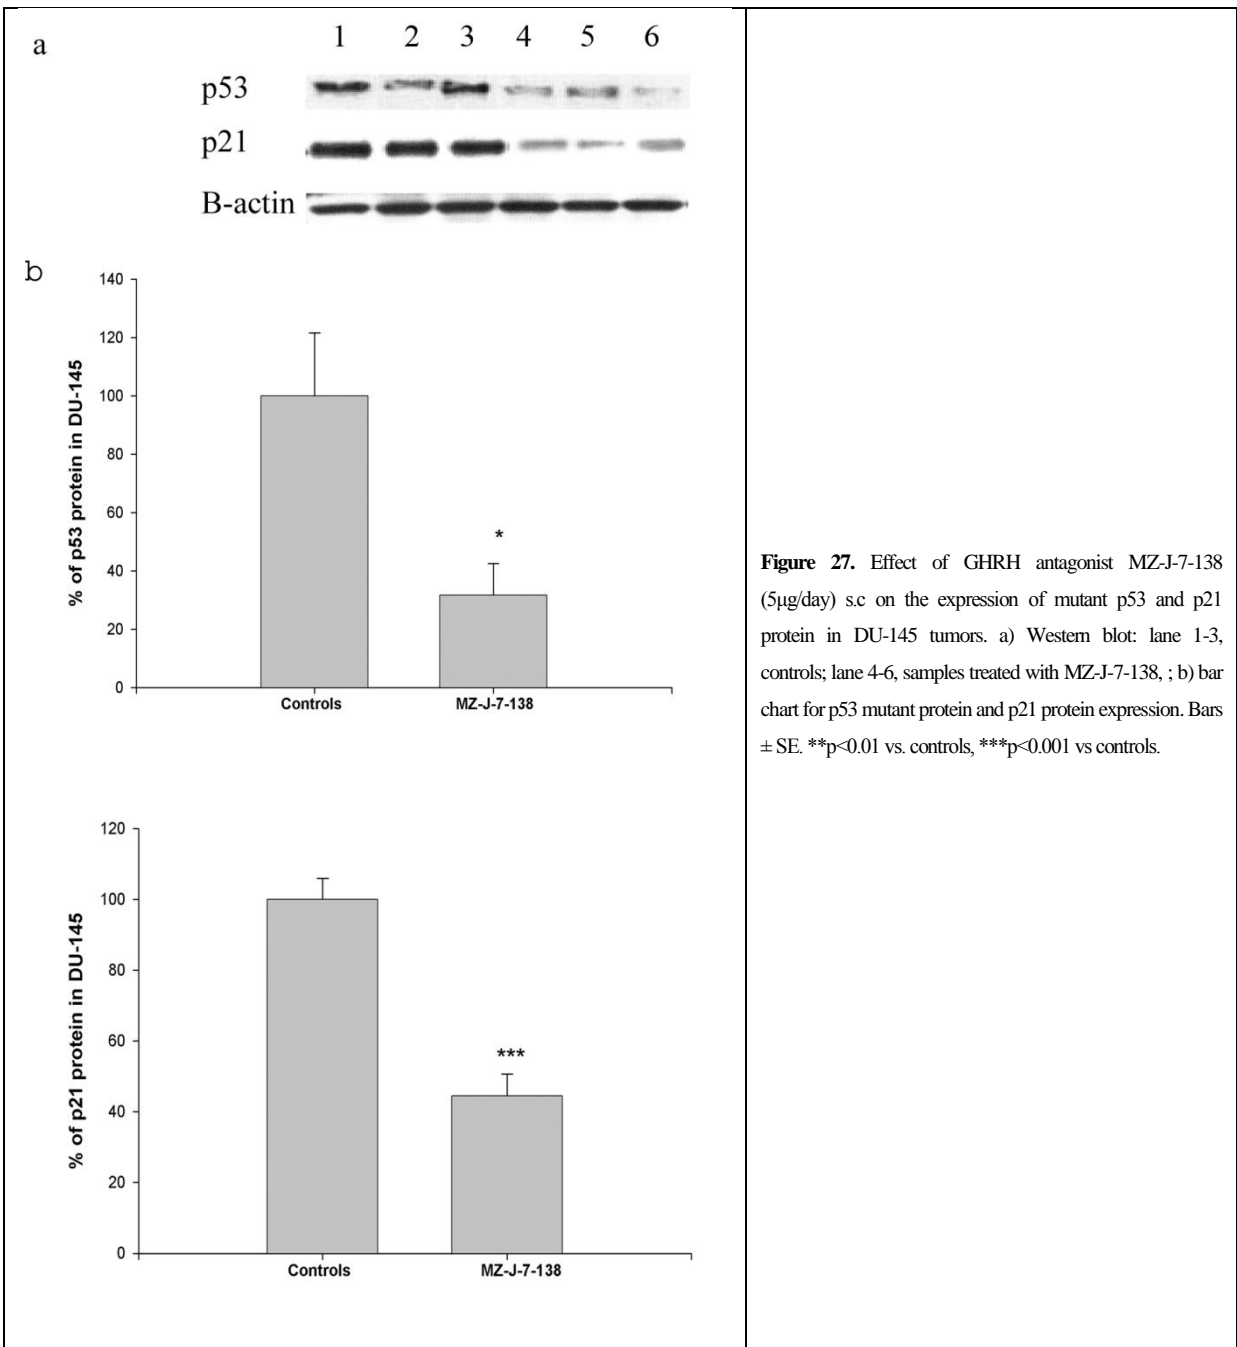 a
1 2 3 4 5 6
p53
p21
B-actin
b
140
120
100
80
60
40
20
0
% of p53 protein in DU-145
*
Controls MZ-J-7-138
120
100
80
60
40
20
0
% of p21 protein in DU-145
***
Controls MZ-J-7-138
Figure 27. Effect of GHRH antagonist MZ-J-7-138
(5µg/day) s.c on the expression of mutant p53 and p21
protein in DU-145 tumors. a) Western blot: lane 1-3,
controls; lane 4-6, samples treated with MZ-J-7-138, ; b) bar
chart for p53 mutant protein and p21 protein expression. Bars
± SE. **p<0.01 vs. controls, ***p<0.001 vs controls.